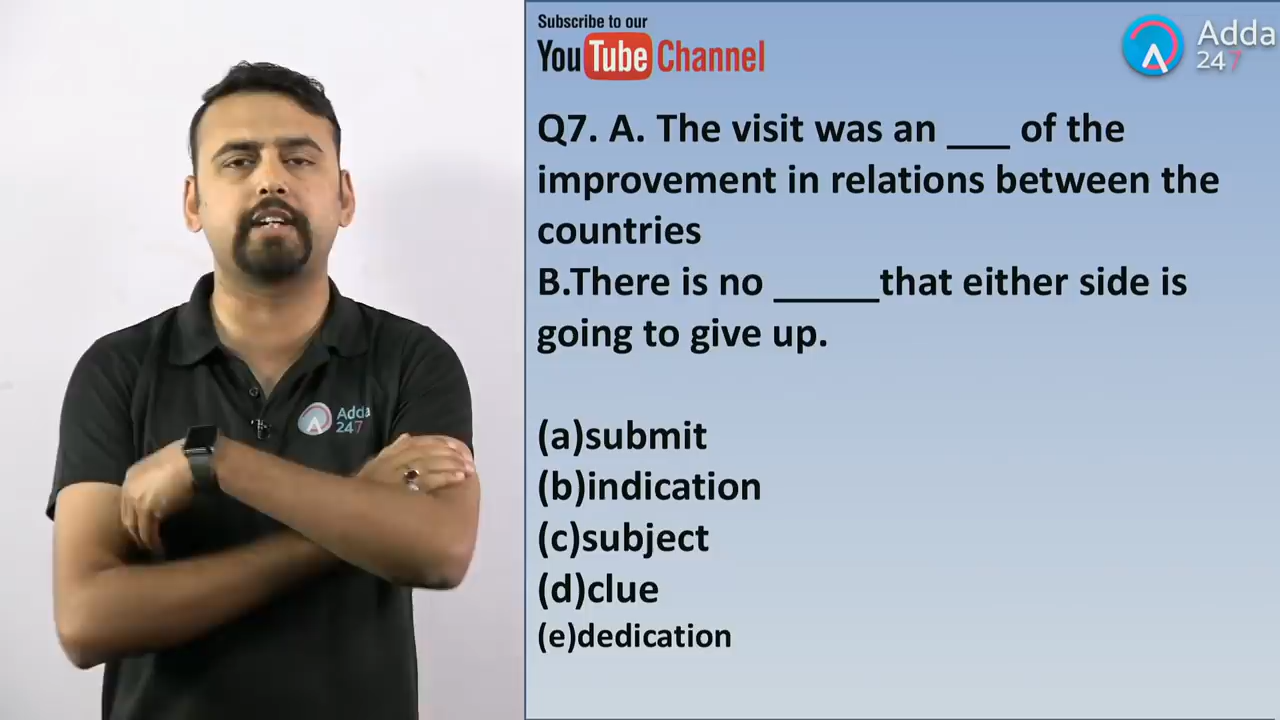 Subscribe to our
YouTube Channel
Adda
247
Q7. A. The visit was an ___ of the
improvement in relations between the
countries
B.There is no _____that either side is
going to give up.
(a)submit
(b)indication
(c)subject
(d)clue
(e)dedication
Adda
247